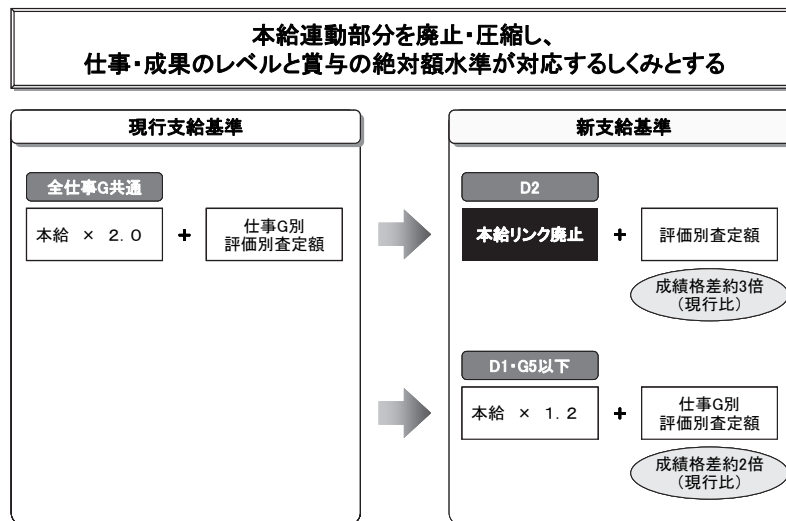 本給連動部分を廃止・圧縮し、
仕事・成果のレベルと賞与の絶対額水準が対応するしくみとする
現行支給基準
全仕事G共通
本給 × 2.0
+
仕事G別
評価別査定額
新支給基準
D2
本給リンク廃止
+
評価別査定額
成績格差約3倍
(現行比)
D1・G5以下
本給 × 1.2
+
仕事G別
評価別査定額
成績格差約2倍
(現行比)